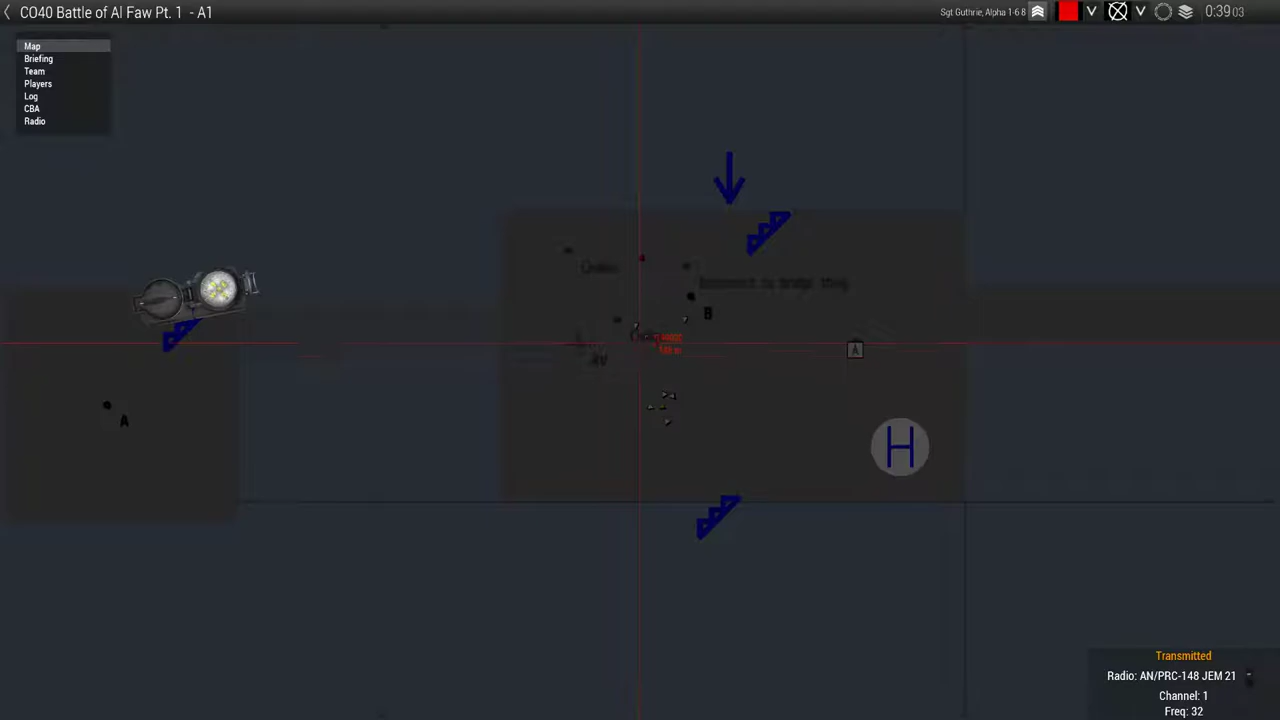 CO40 Battle of Al Faw Pt. 1 - A1
Sgt Guthrie, Alpha 1-6 8
0:39 03
Map
Briefing
Team
Players
Log
CBA
Radio
B
A
A
H
Transmitted
Radio: AN/PRC-148 JEM 21
Channel: 1
Freq: 32